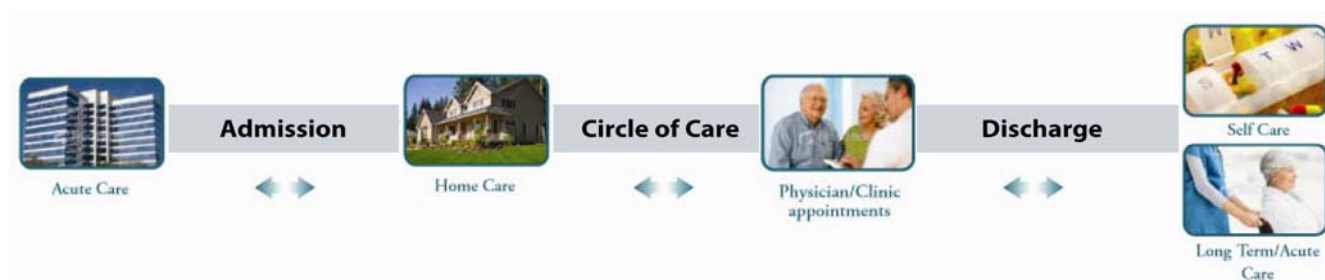 Acute Care
Admission
Home Care
Circle of Care
Physician/Clinic
appointments
Discharge
S
W
T
W
T
Self Care
Long Term/Acute
Care